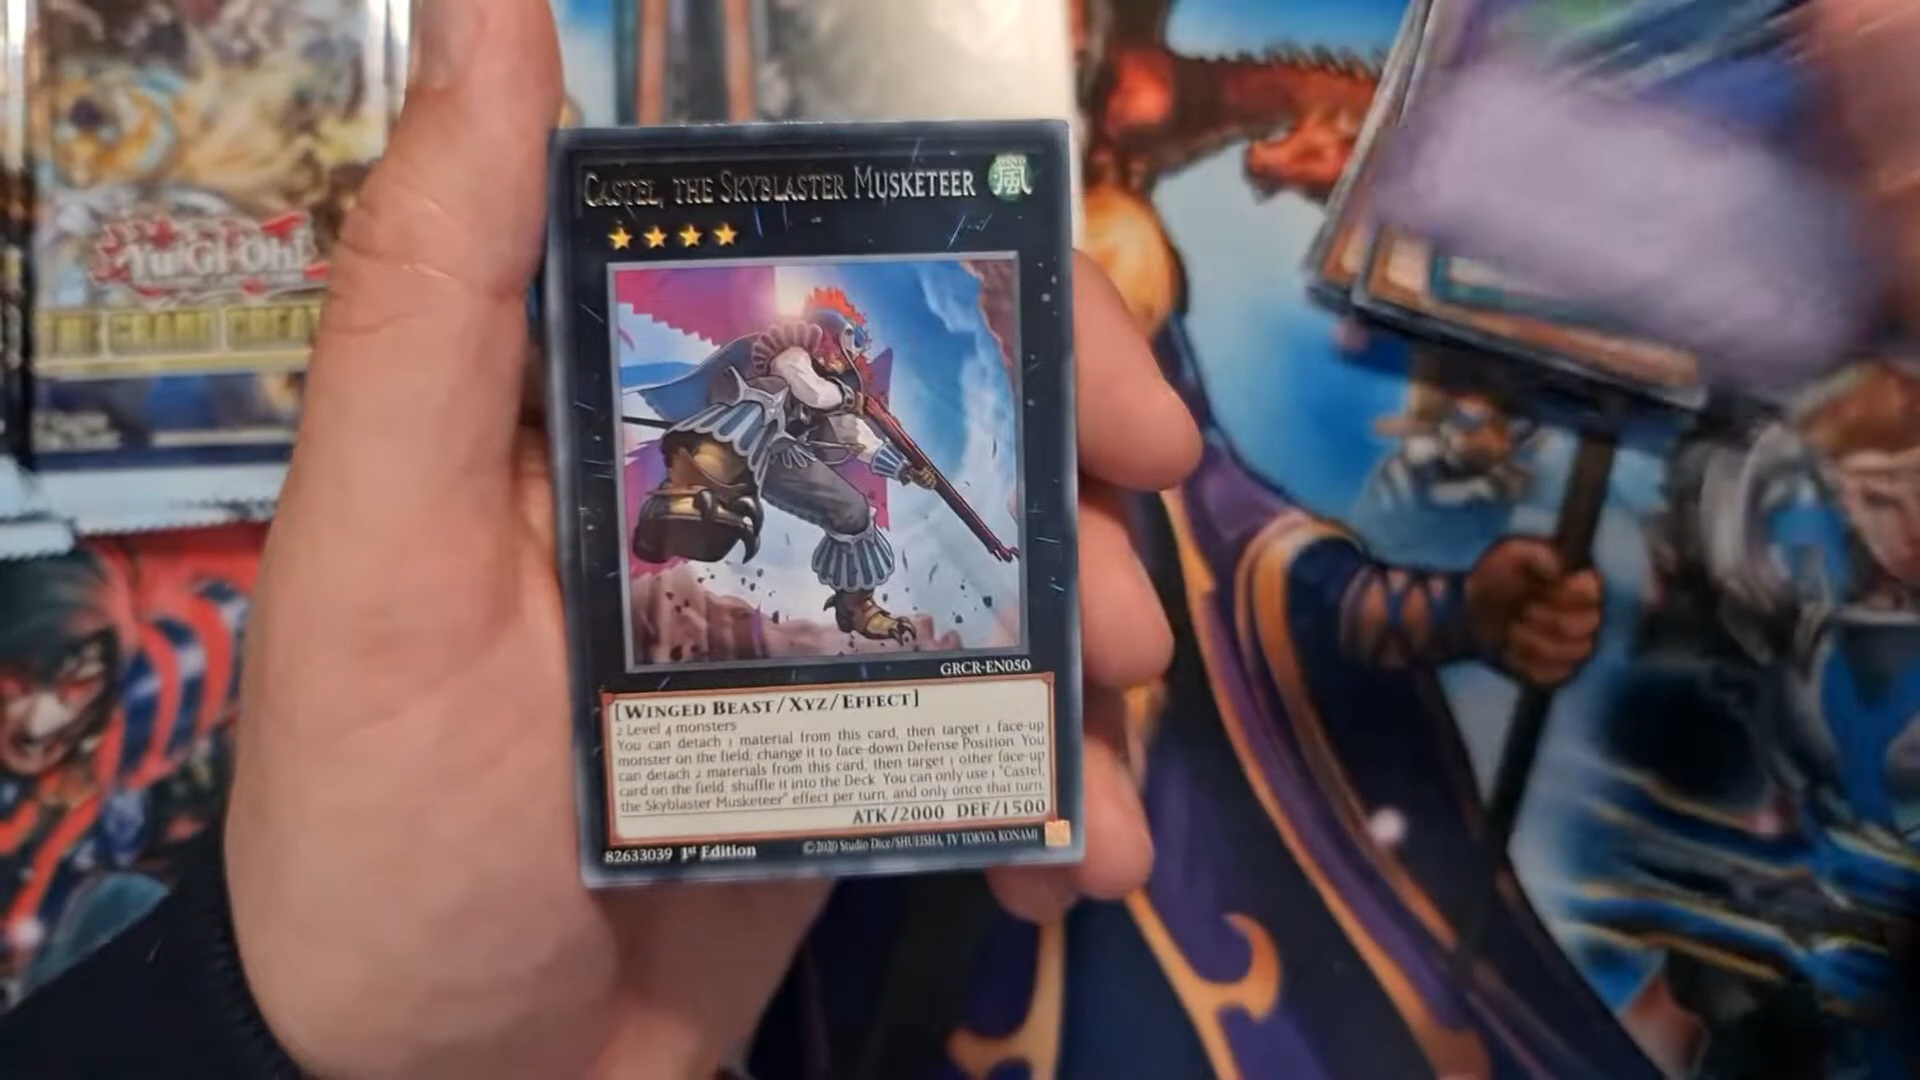 Yu-Gi-Oh!
THE GRAND CREA
CASTEL, THE SKYBLASTER MUSKETEER
WIND
風
GRCR-EN050
[WINGED BEAST/XYZ/EFFECT]
2 Level 4 monsters
You can detach 1 material from this card, then target 1 face-up
monster on the field; change it to face-down Defense Position. You
can detach 2 materials from this card, then target 1 other face-up
card on the field; shuffle it into the Deck. You can only use 1 "Castel,
the Skyblaster Musketeer" effect per turn, and only once that turn.
ATK/2000 DEF/1500
82633039 1st Edition
©2020 Studio Dice/SHUEISHA, TV TOKYO, KONAMI